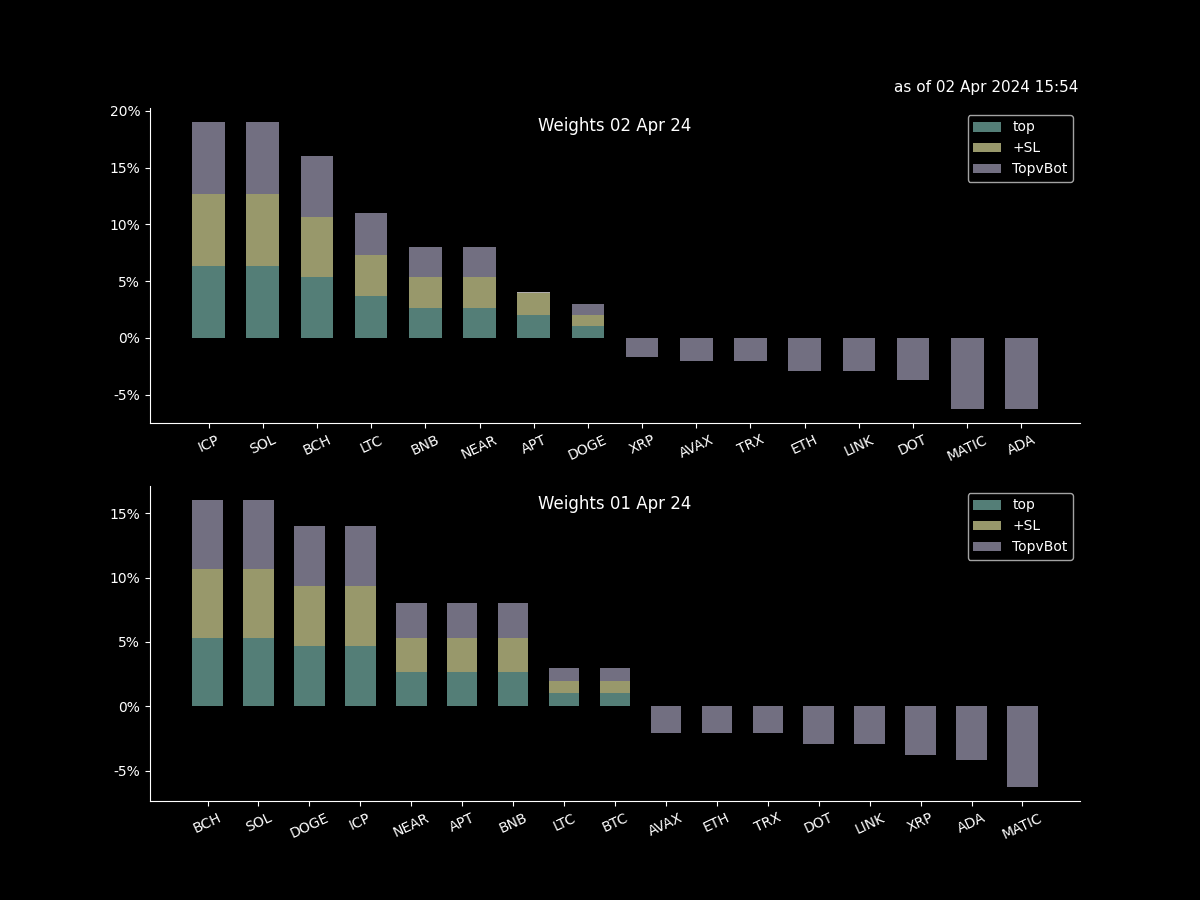 as of 02 Apr 2024 15:54
Weights 02 Apr 24
20%
15%
10%
5%
0%
-5%
top
+SL
TopvBot
ICP SOL BCH LTC BNB NEAR APT DOGE XRP AVAX TRX ETH LINK DOT MATIC ADA
Weights 01 Apr 24
15%
10%
5%
0%
-5%
top
+SL
TopvBot
BCH SOL DOGE ICP NEAR APT BNB LTC BTC AVAX ETH TRX DOT LINK XRP ADA MATIC